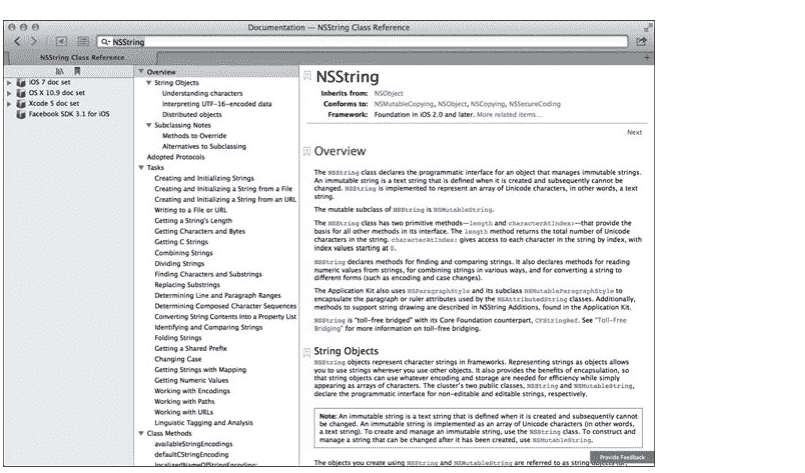 Documentation — NSString Class Reference
NSString
NSString Class Reference
iOS 7 doc set
OS X 10.9 doc set
Xcode 5 doc set
Facebook SDK 3.1 for iOS
Overview
String Objects
Understanding characters
Interpreting UTF-16-encoded data
Distributed objects
Subclassing Notes
Methods to Override
Alternatives to Subclassing
Adopted Protocols
Tasks
Creating and Initializing Strings
Creating and Initializing a String from a File
Creating and Initializing a String from an URL
Writing to a File or URL
Getting a String's Length
Getting Characters and Bytes
Getting C Strings
Combining Strings
Dividing Strings
Finding Characters and Substrings
Replacing Substrings
Determining Line and Paragraph Ranges
Determining Composed Character Sequences
Converting String Contents Into a Property List
Identifying and Comparing Strings
Folding Strings
Getting a Shared Prefix
Changing Case
Getting Strings with Mapping
Getting Numeric Values
Working with Encodings
Working with Paths
Working with URLs
Linguistic Tagging and Analysis
Class Methods
availableStringEncodings
defaultCStringEncoding
localizedNameOfStringEncoding:
NSString
Inherits from: NSObject
Conforms to: NSMutableCopying, NSObject, NSCopying, NSSecureCoding
Framework: Foundation in iOS 2.0 and later. More related items...
Next
Overview
The NSString class declares the programmatic interface for an object that manages immutable strings.
An immutable string is a text string that is defined when it is created and subsequently cannot be
changed. NSString is implemented to represent an array of Unicode characters, in other words, a text
string.
The mutable subclass of NSString is NSMutableString.
The NSString class has two primitive methods—length and characterAtIndex:—that provide the
basis for all other methods in its interface. The length method returns the total number of Unicode
characters in the string. characterAtIndex: gives access to each character in the string by index, with
index values starting at 0.
NSString declares methods for finding and comparing strings. It also declares methods for reading
numeric values from strings, for combining strings in various ways, and for converting a string to
different forms (such as encoding and case changes).
The Application Kit also uses NSParagraphStyle and its subclass NSMutableParagraphStyle to
encapsulate the paragraph or ruler attributes used by the NSAttributedString classes. Additionally,
methods to support string drawing are described in NSString Additions, found in the Application Kit.
NSString is "toll-free bridged" with its Core Foundation counterpart, CFStringRef. See "Toll-Free
Bridging" for more information on toll-free bridging.
String Objects
NSString objects represent character strings in frameworks. Representing strings as objects allows
you to use strings wherever you use other objects. It also provides the benefits of encapsulation, so
that string objects can use whatever encoding and storage are needed for efficiency while simply
appearing as arrays of characters. The cluster's two public classes, NSString and NSMutableString,
declare the programmatic interface for non-editable and editable strings, respectively.
Note: An immutable string is a text string that is defined when it is created and subsequently cannot
be changed. An immutable string is implemented as an array of Unicode characters (in other words,
a text string). To create and manage an immutable string, use the NSString class. To construct and
manage a string that can be changed after it has been created, use NSMutableString.
Provide Feedback
The objects you create using NSString and NSMutableString are referred to as string objects (or,